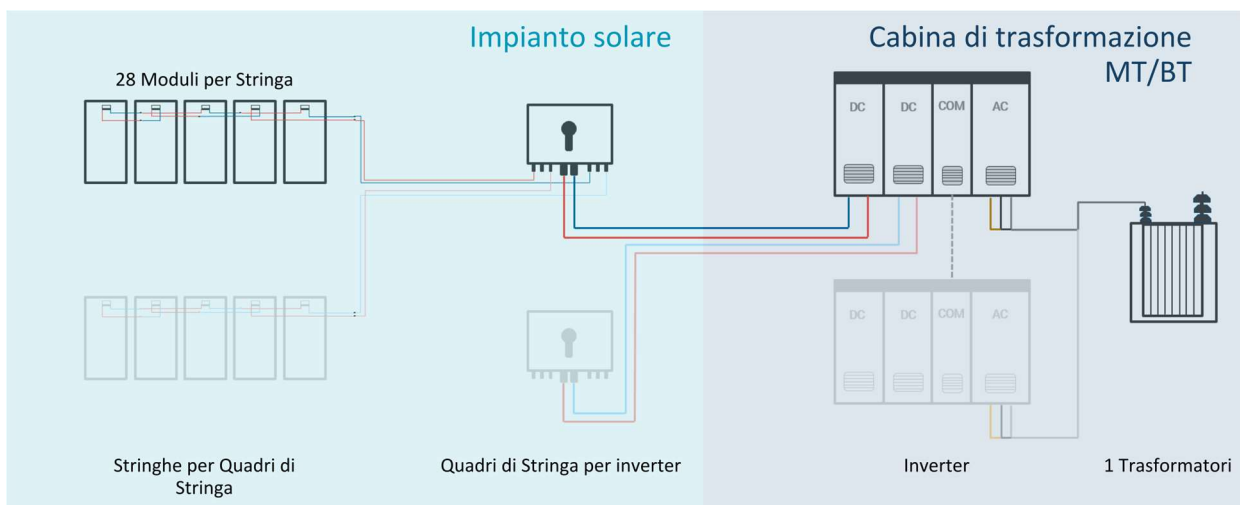 Impianto solare
Cabina di trasformazione
MT/BT
28 Moduli per Stringa
DC DC COM AC
DC DC COM AC
Stringhe per Quadri di
Stringa
Quadri di Stringa per inverter
Inverter
1 Trasformatori